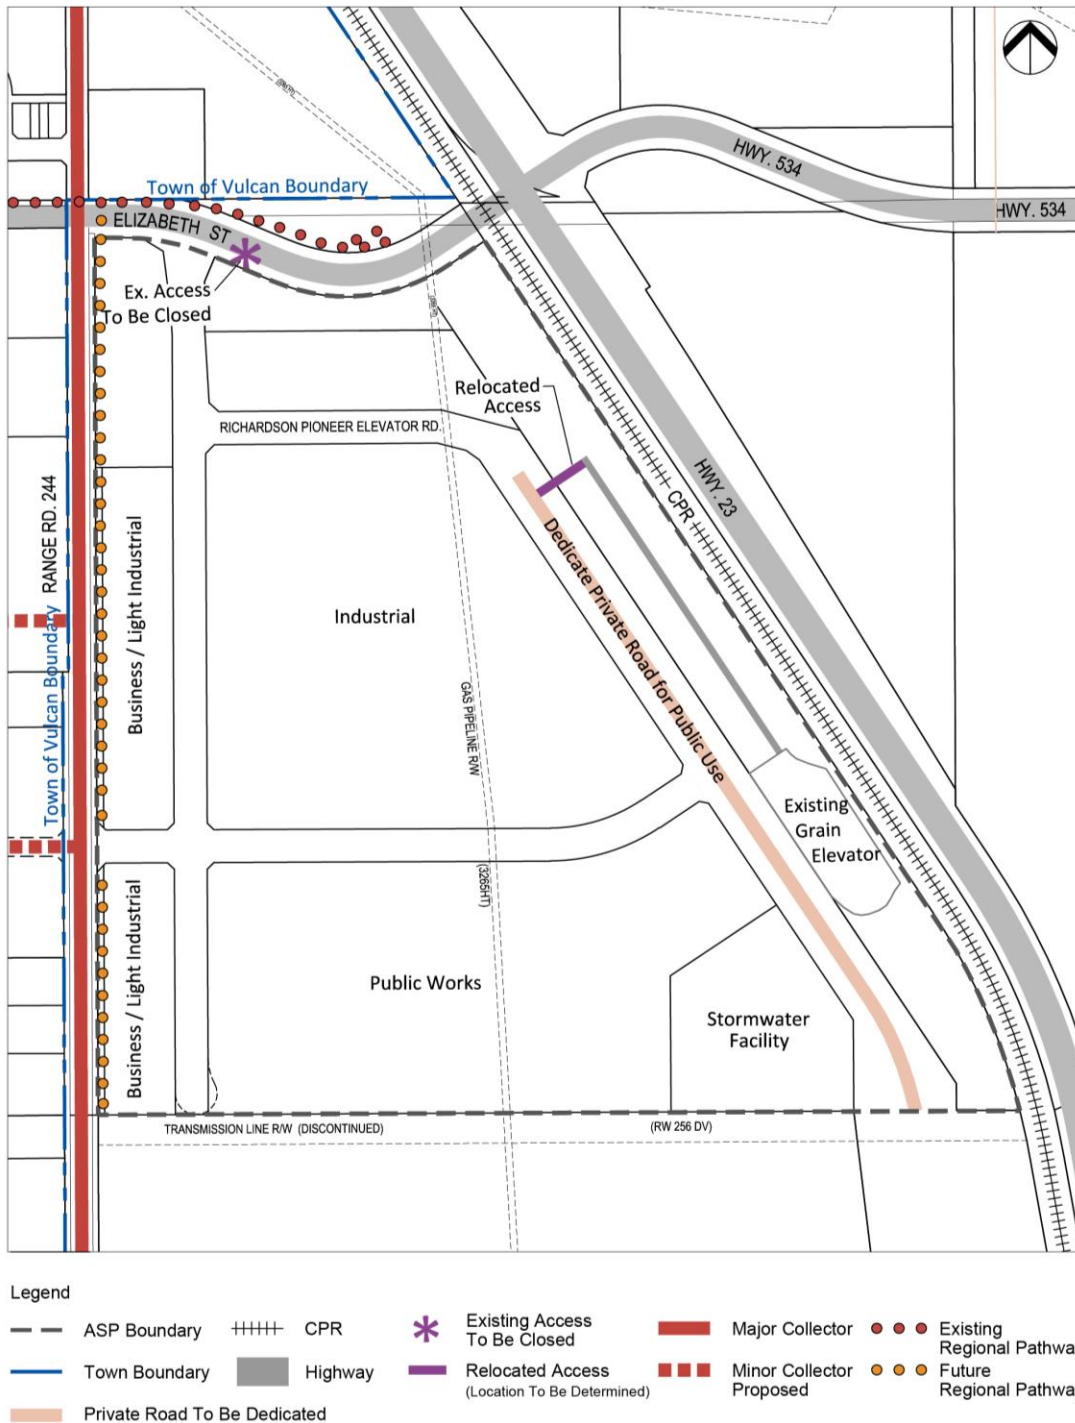 HWY. 534
HWY. 534
Town of Vulcan Boundary
ELIZABETH ST
Ex. Access
To Be Closed
Relocated
Access
RICHARDSON PIONEER ELEVATOR RD.
HWY. 23
CPR
RANGE RD. 244
Town of Vulcan Boundary
Business / Light Industrial
Industrial
Dedicate Private Road for Public Use
GAS PIPELINE R/W
Existing
Grain
Elevator
(3265HT)
Business / Light Industrial
Public Works
Stormwater
Facility
TRANSMISSION LINE R/W (DISCONTINUED)
(RW 256 DV)
Legend
ASP Boundary
CPR
Existing Access
To Be Closed
Major Collector
Existing
Regional Pathwa
Town Boundary
Highway
Relocated Access
(Location To Be Determined)
Minor Collector
Proposed
Future
Regional Pathwa
Private Road To Be Dedicated